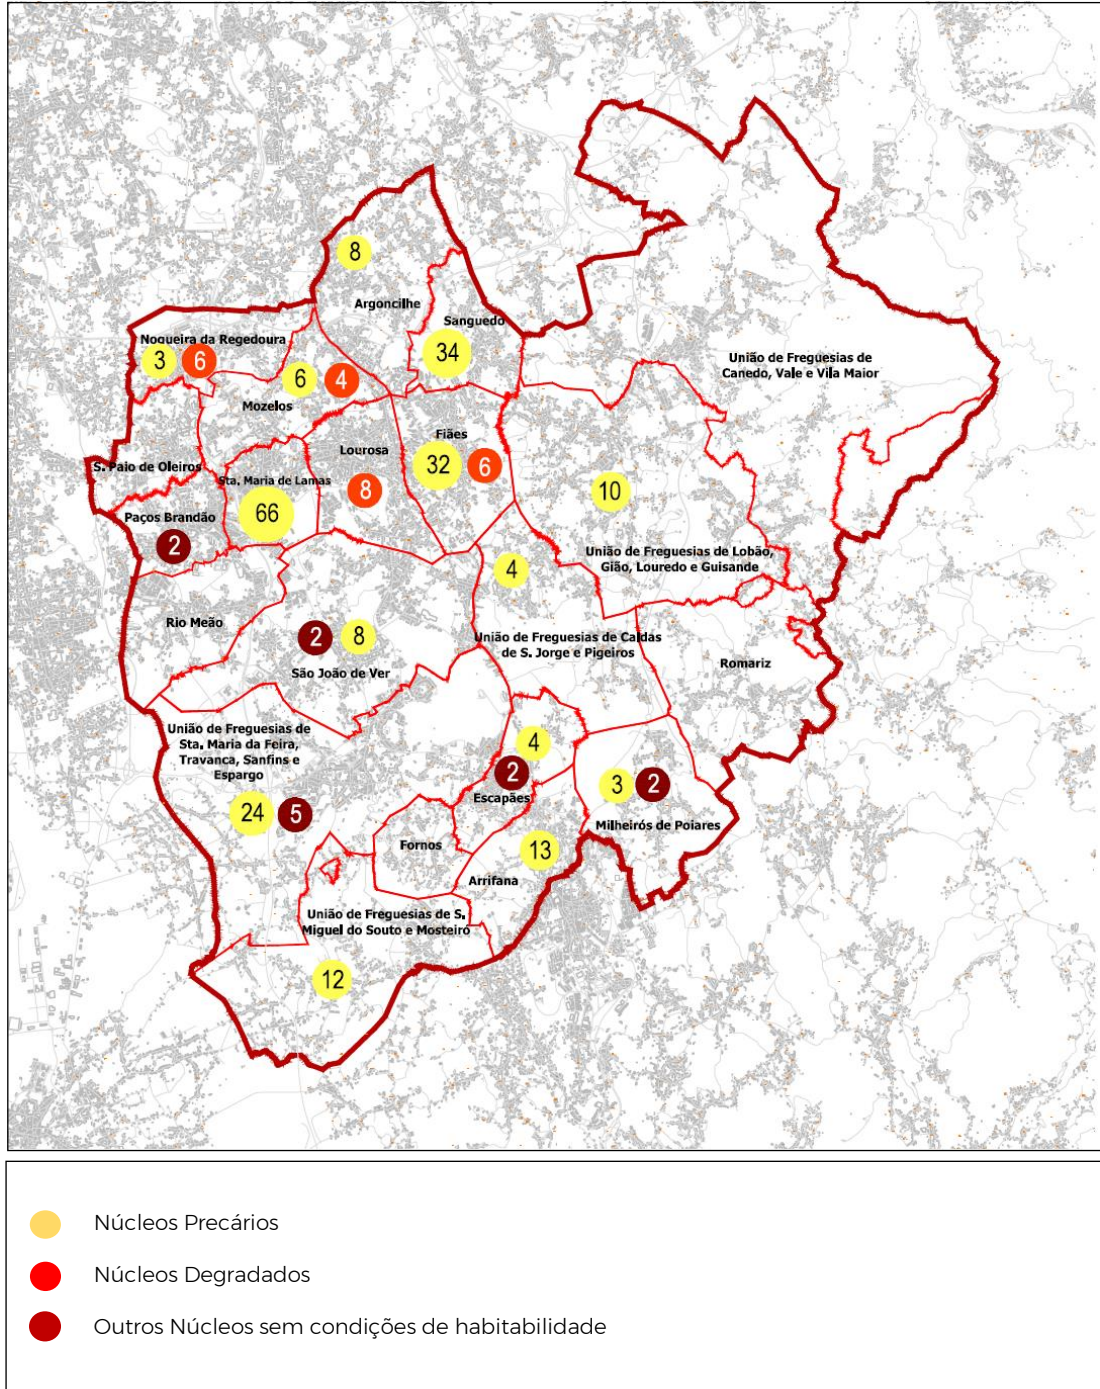 8
Argoncilhe
Sanguedo
34
Nogueira da Regedoura
3
6
6
4
Mozelos
União de Freguesias de
Canedo, Vale e Vila Maior
Lourosa
8
Fiães
32
6
S. Paio de Oleiros
Sta. Maria de Lamas
66
10
Paços Brandão
2
União de Freguesias de Lobão,
Gião, Louredo e Guisande
4
Rio Meão
2
8
São João de Ver
União de Freguesias de Caldas
de S. Jorge e Pigeiros
Romariz
União de Freguesias de
Sta. Maria da Feira,
Travanca, Sanfins e
Espargo
24
5
4
2
Escapães
3
2
Milheirós de Poiares
Fornos
13
Arrifana
União de Freguesias de S.
Miguel do Souto e Mosteiró
12
Núcleos Precários
Núcleos Degradados
Outros Núcleos sem condições de habitabilidade